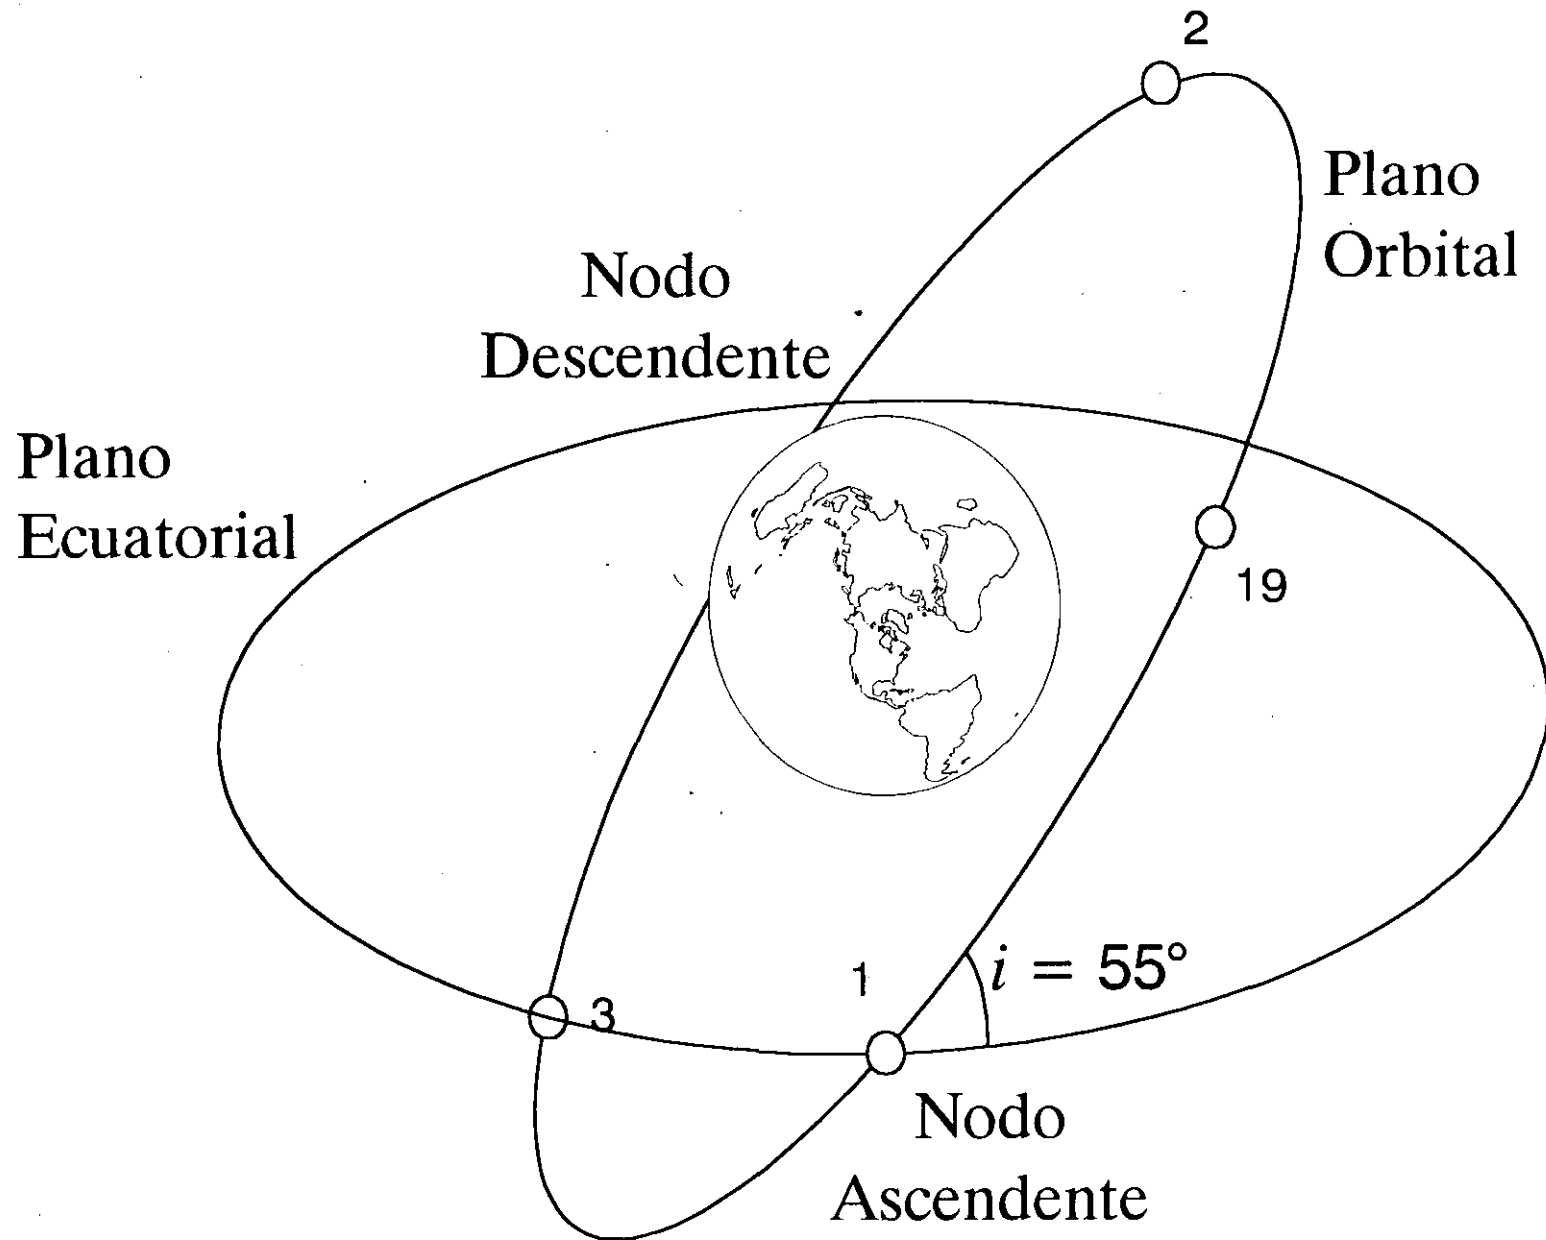 2
Plano
Orbital
Nodo
Descendente
Plano
Ecuatorial
19
1
i = 55°
3
Nodo
Ascendente